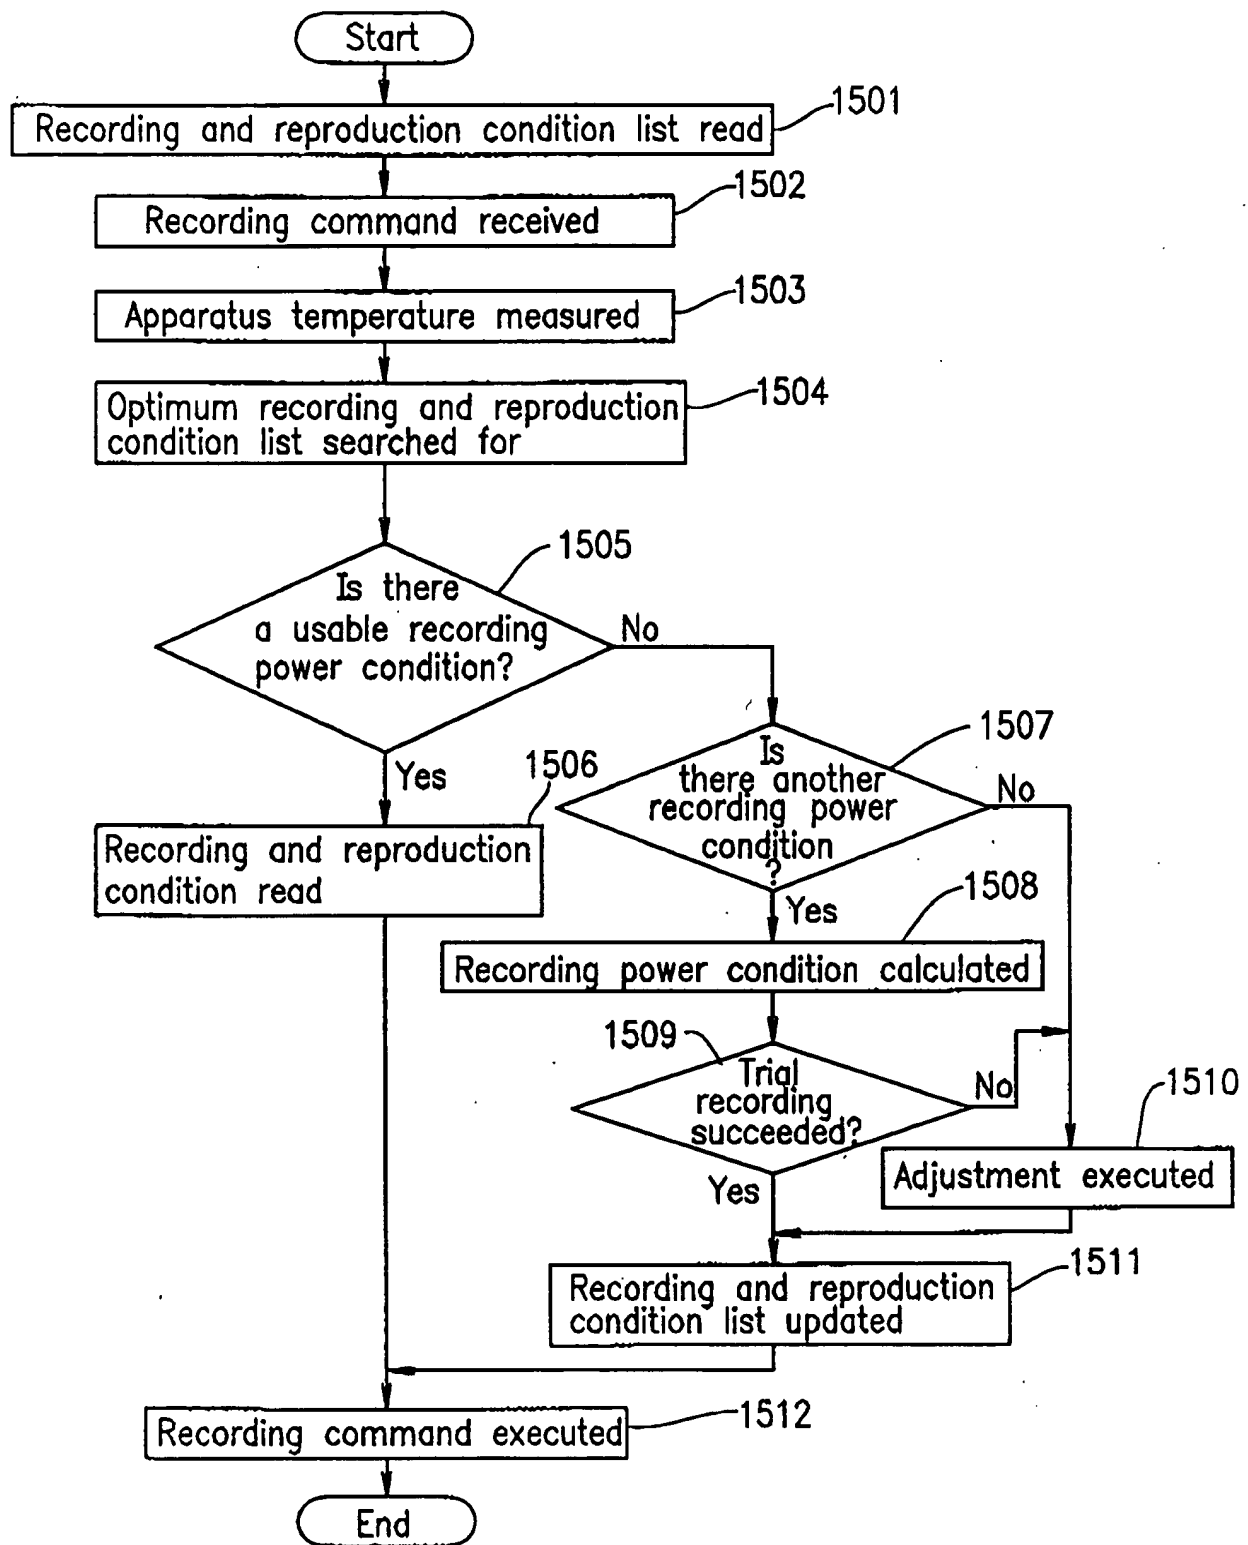 Start
1501
Recording and reproduction condition list read
1502
Recording command received
1503
Apparatus temperature measured
1504
Optimum recording and reproduction
condition list searched for
1505
Is there
a usable recording
power condition?
No
Yes
1506
Recording and reproduction
condition read
1507
Is
there another
recording power
condition
?
No
Yes
1508
Recording power condition calculated
1509
Trial
recording
succeeded?
No
Yes
1510
Adjustment executed
1511
Recording and reproduction
condition list updated
1512
Recording command executed
End